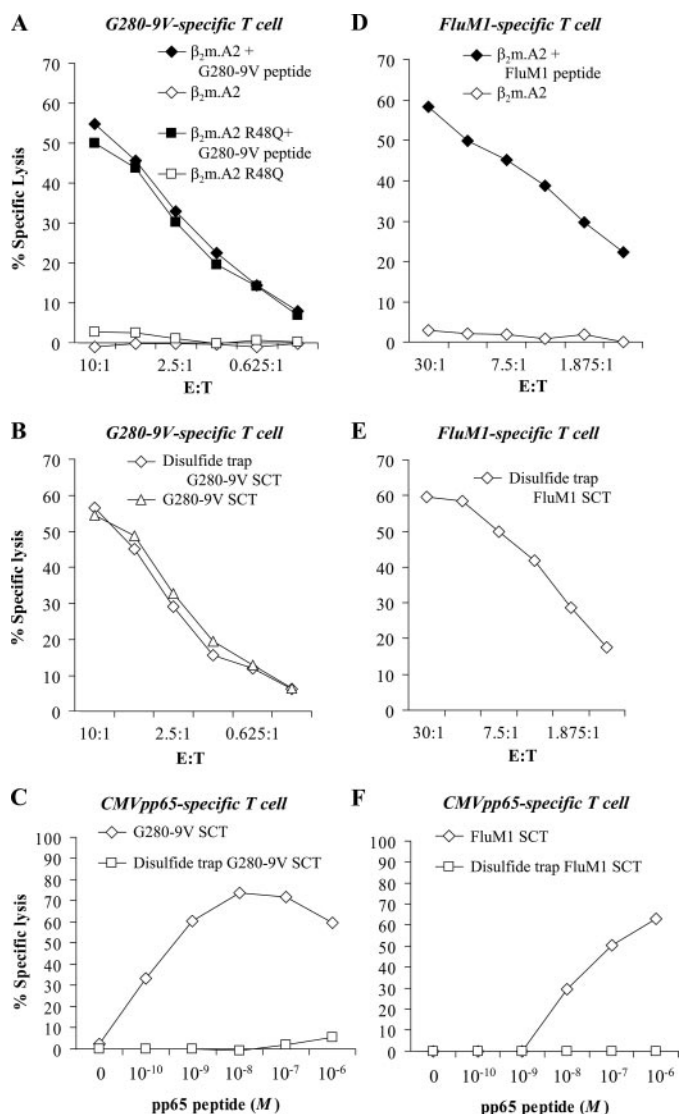 A
G280-9V-specific T cell
β₂m.A2 +
G280-9V peptide
β₂m.A2
β₂m.A2 R48Q+
G280-9V peptide
β₂m.A2 R48Q
% Specific Lysis
70
60
50
40
30
20
10
0
10:1
2.5:1
0.625:1
E:T
D
FluM1-specific T cell
β₂m.A2 +
FluM1 peptide
β₂m.A2
70
60
50
40
30
20
10
0
30:1
7.5:1
1.875:1
E:T
B
G280-9V-specific T cell
Disulfide trap
G280-9V SCT
G280-9V SCT
% Specific lysis
70
60
50
40
30
20
10
0
10:1
2.5:1
0.625:1
E:T
E
FluM1-specific T cell
Disulfide trap
FluM1 SCT
70
60
50
40
30
20
10
0
30:1
7.5:1
1.875:1
E:T
C
CMVpp65-specific T cell
G280-9V SCT
Disulfide trap G280-9V SCT
% Specific lysis
100
90
80
70
60
50
40
30
20
10
0
0
10⁻¹⁰
10⁻⁹
10⁻⁸
10⁻⁷
10⁻⁶
pp65 peptide (M)
F
CMVpp65-specific T cell
FluM1 SCT
Disulfide trap FluM1 SCT
100
90
80
70
60
50
40
30
20
10
0
0
10⁻¹⁰
10⁻⁹
10⁻⁸
10⁻⁷
10⁻⁶
pp65 peptide (M)